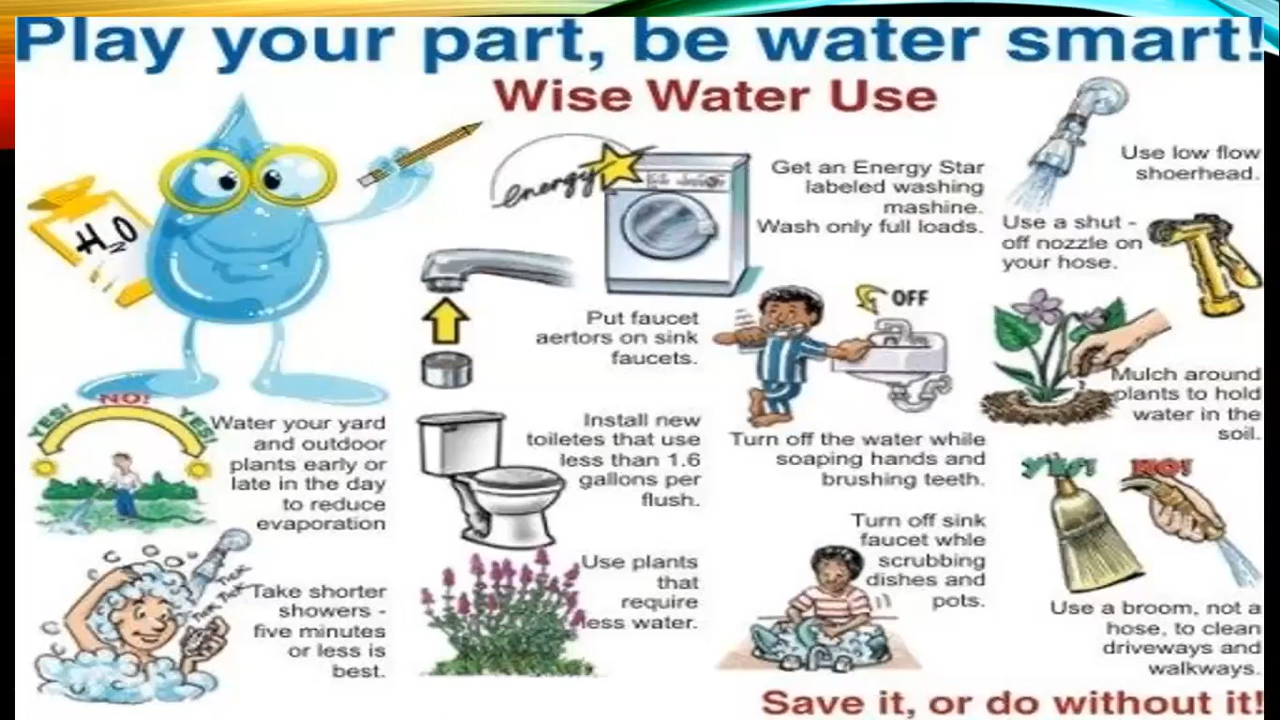 Play your part, be water smart!
Wise Water Use
H2O
energy
Get an Energy Star
labeled washing
mashine.
Wash only full loads.
Use low flow
shoerhead.
Use a shut -
off nozzle on
your hose.
Put faucet
aertors on sink
faucets.
OFF
Mulch around
plants to hold
water in the
soil.
YES! NO! YES!
Water your yard
and outdoor
plants early or
late in the day
to reduce
evaporation
Install new
toiletes that use
less than 1.6
gallons per
flush.
Turn off the water while
soaping hands and
brushing teeth.
YES! NO!
Turn off sink
faucet whle
scrubbing
dishes and
pots.
Take shorter
showers -
five minutes
or less is
best.
Use plants
that
require
less water.
Use a broom, not a
hose, to clean
driveways and
walkways.
Save it, or do without it!